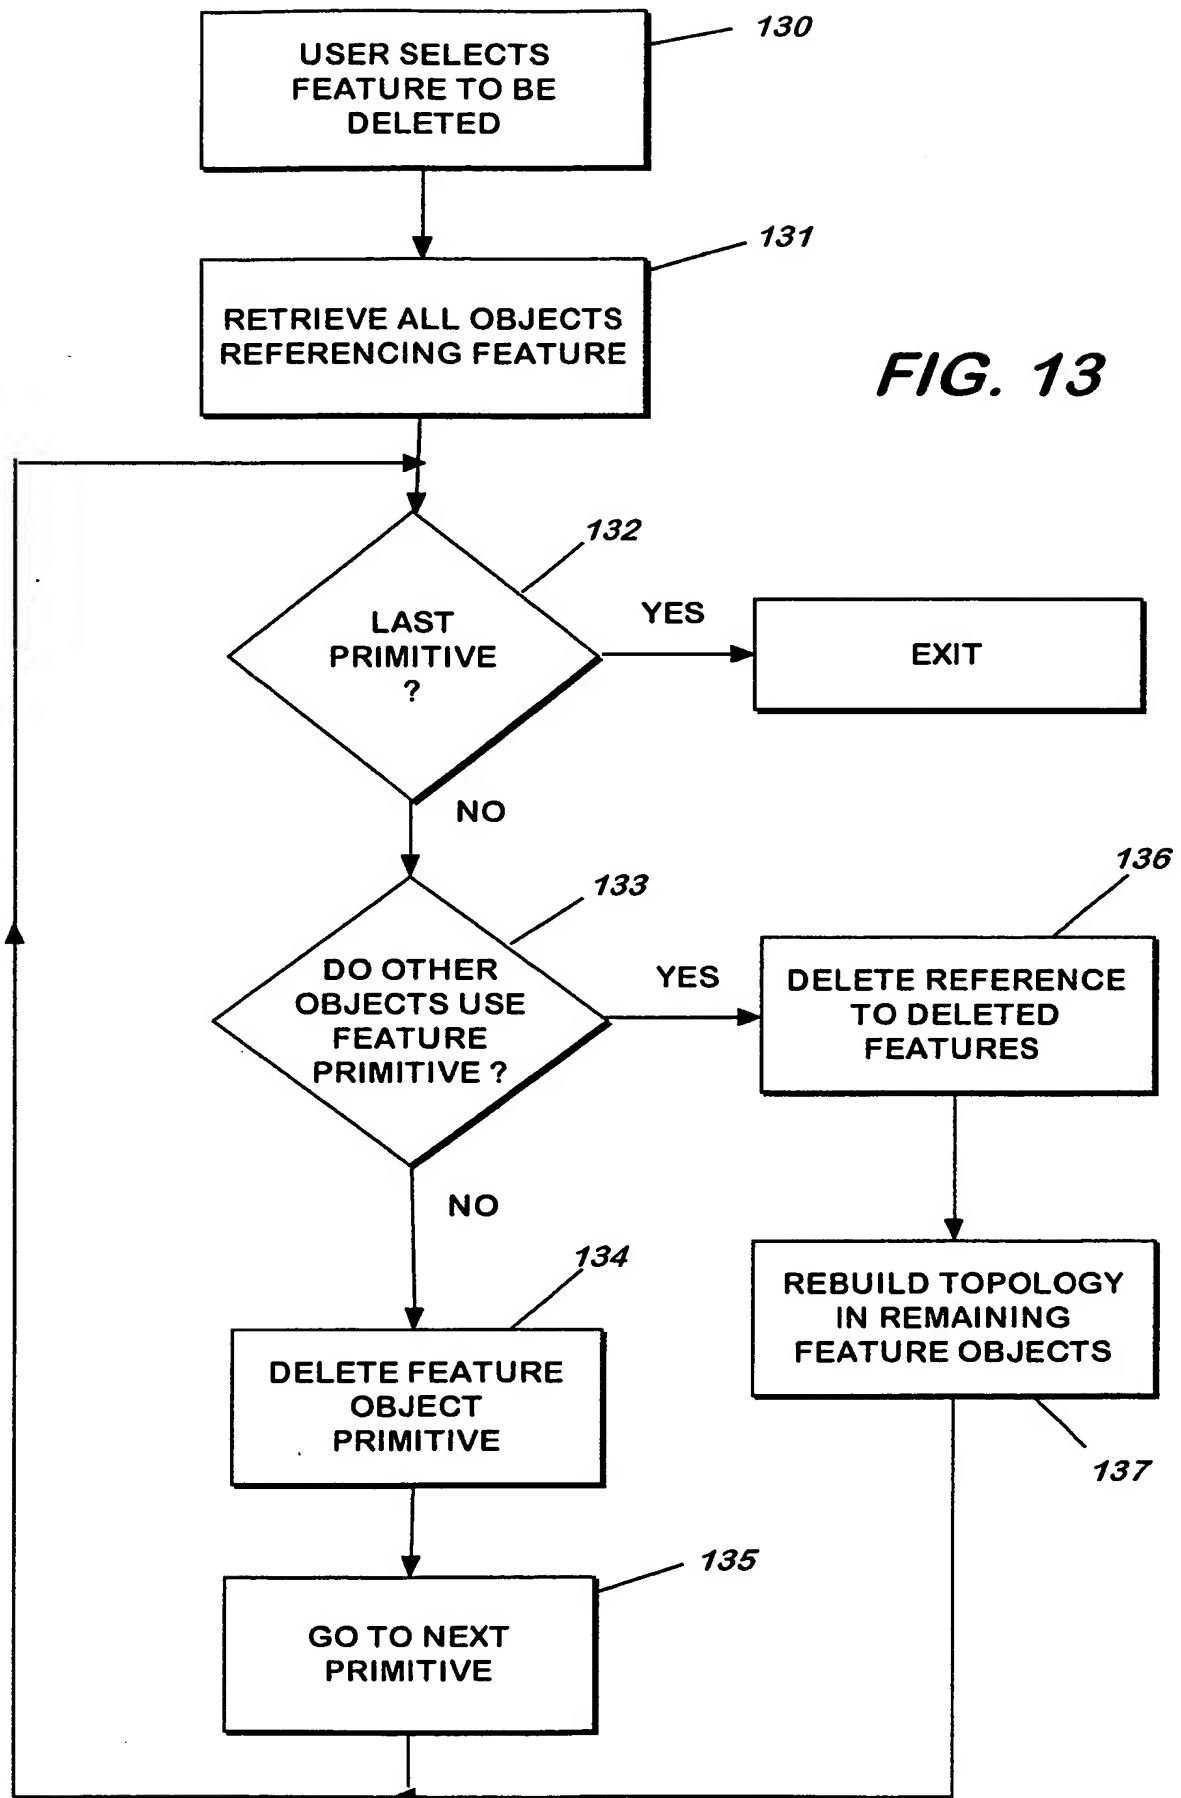 130
USER SELECTS
FEATURE TO BE
DELETED
131
RETRIEVE ALL OBJECTS
REFERENCING FEATURE
FIG. 13
132
LAST
PRIMITIVE
?
YES
EXIT
NO
133
DO OTHER
OBJECTS USE
FEATURE
PRIMITIVE ?
YES
136
DELETE REFERENCE
TO DELETED
FEATURES
NO
134
DELETE FEATURE
OBJECT
PRIMITIVE
REBUILD TOPOLOGY
IN REMAINING
FEATURE OBJECTS
137
135
GO TO NEXT
PRIMITIVE